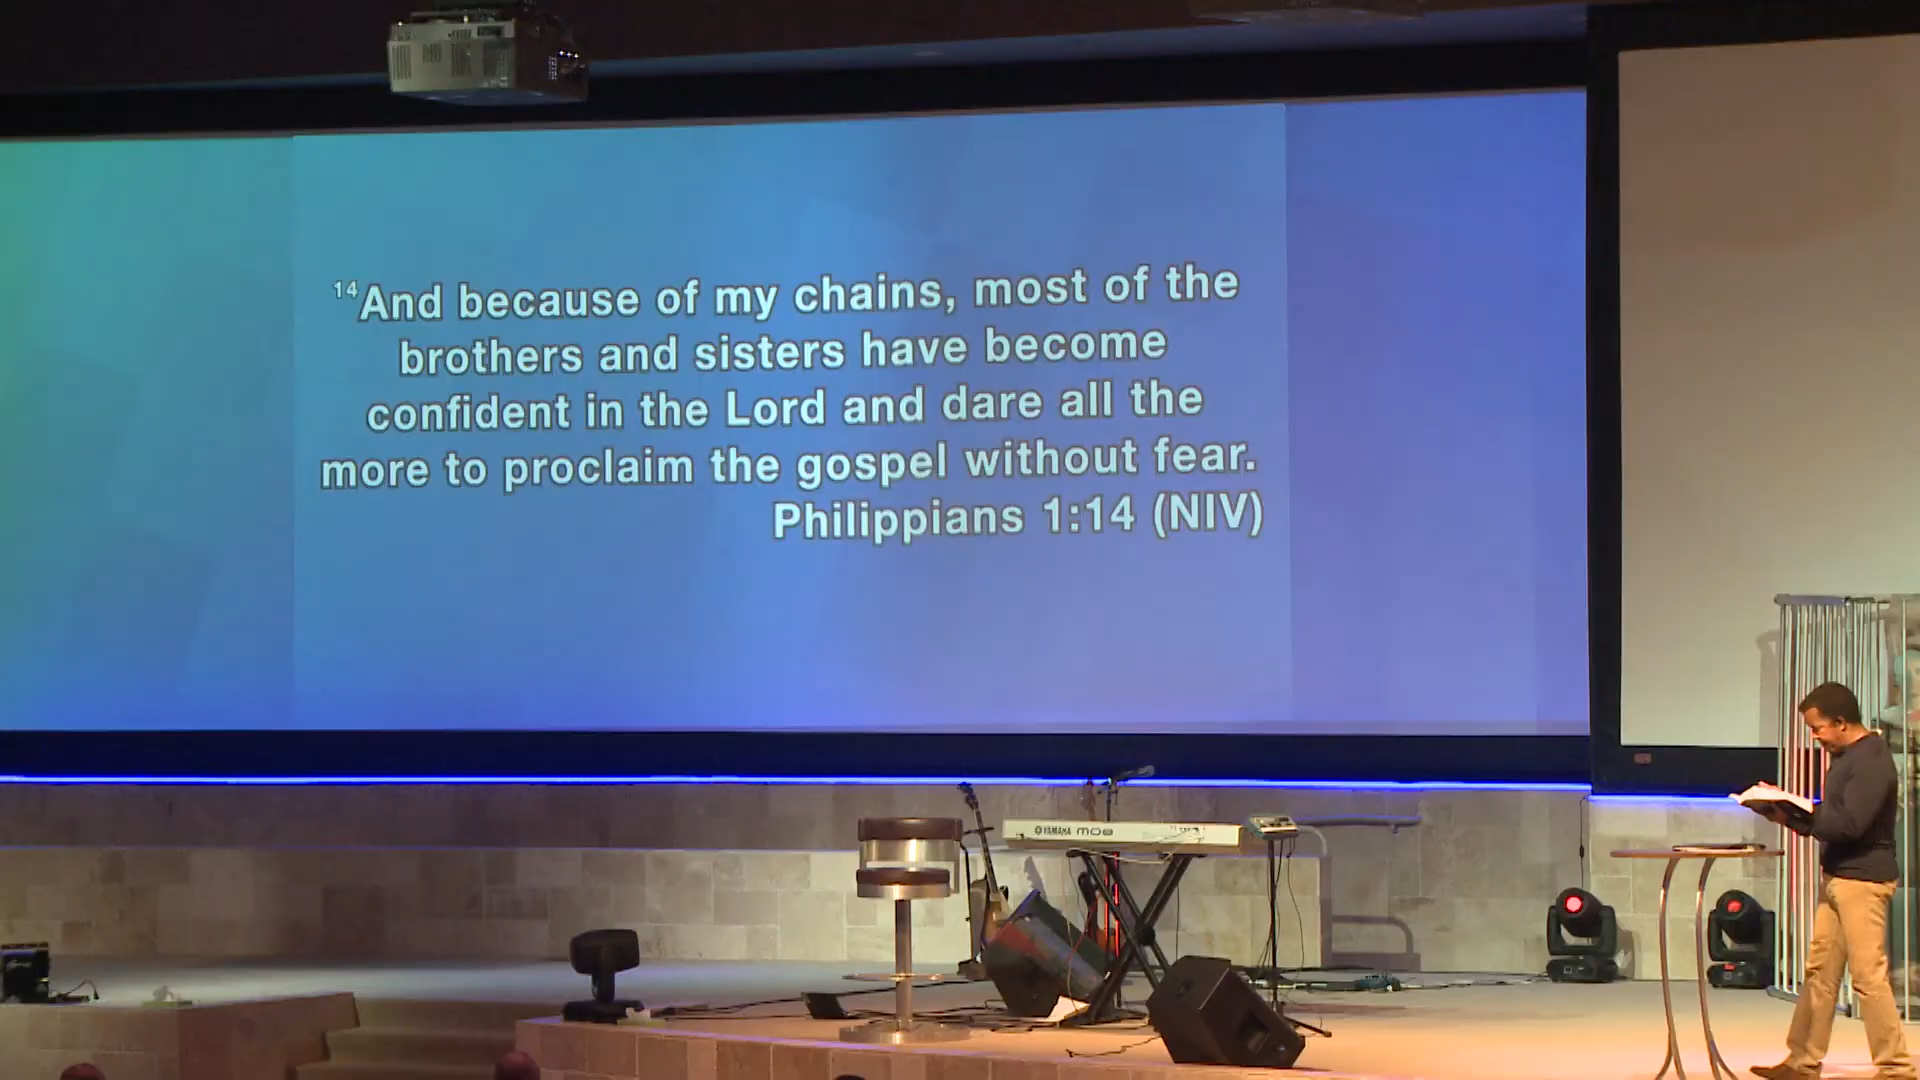 14And because of my chains, most of the
brothers and sisters have become
confident in the Lord and dare all the
more to proclaim the gospel without fear.
Philippians 1:14 (NIV)
YAMAHA MO8